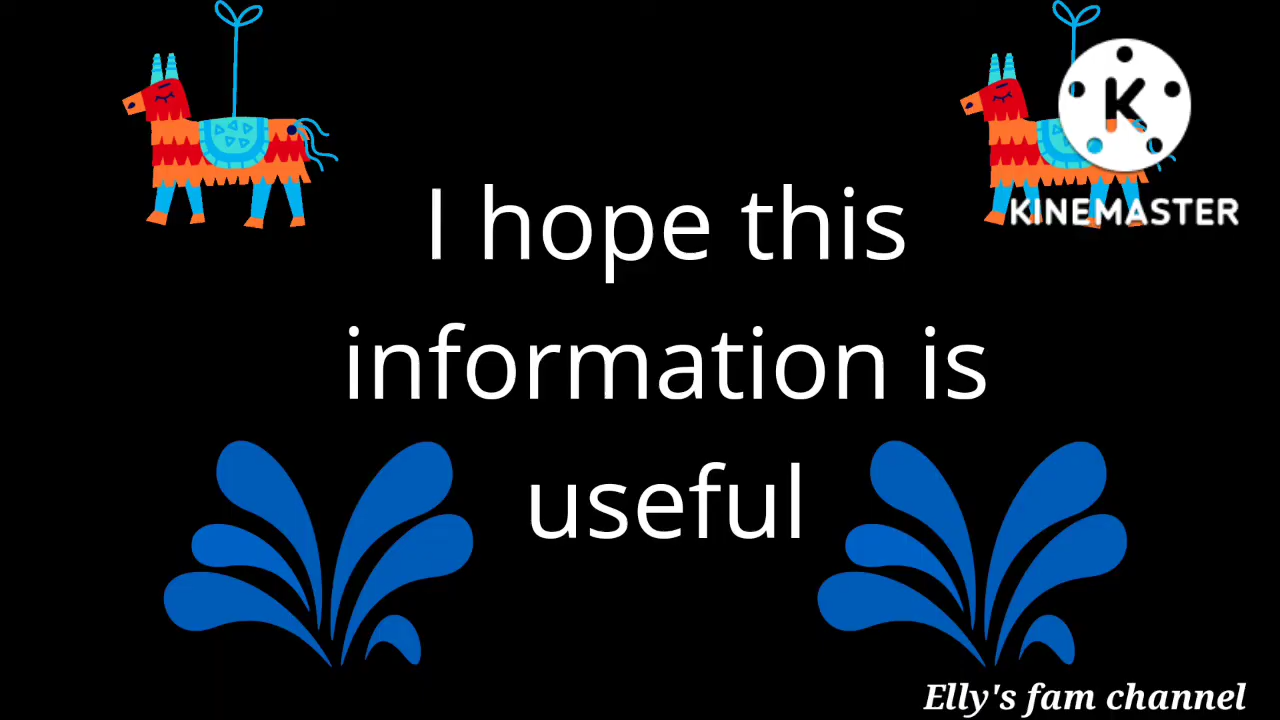 K
KINEMASTER
I hope this
information is
useful
Elly's fam channel